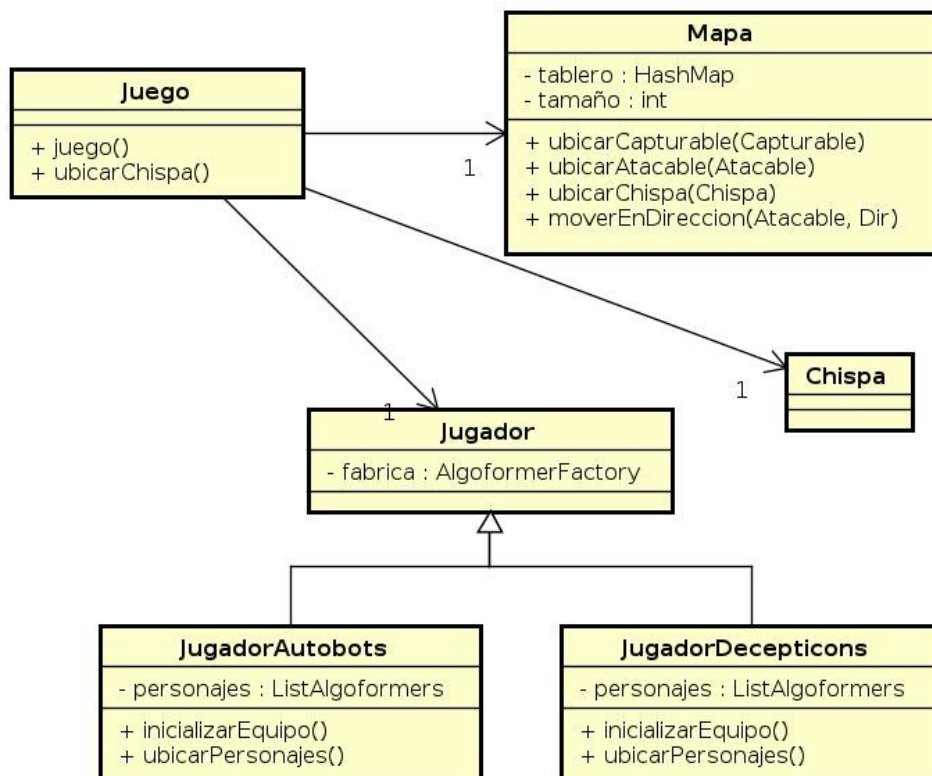 Juego
+ juego()
+ ubicarChispa()
Mapa
- tablero : HashMap
- tamaño : int
+ ubicarCapturable(Capturable)
+ ubicarAtacable(Atacable)
+ ubicarChispa(Chispa)
+ moverEnDireccion(Atacable, Dir)
1
Chispa
1
1
Jugador
- fabrica : AlgoformerFactory
JugadorAutobots
- personajes : ListAlgoformers
+ inicializarEquipo()
+ ubicarPersonajes()
JugadorDecepticons
- personajes : ListAlgoformers
+ inicializarEquipo()
+ ubicarPersonajes()